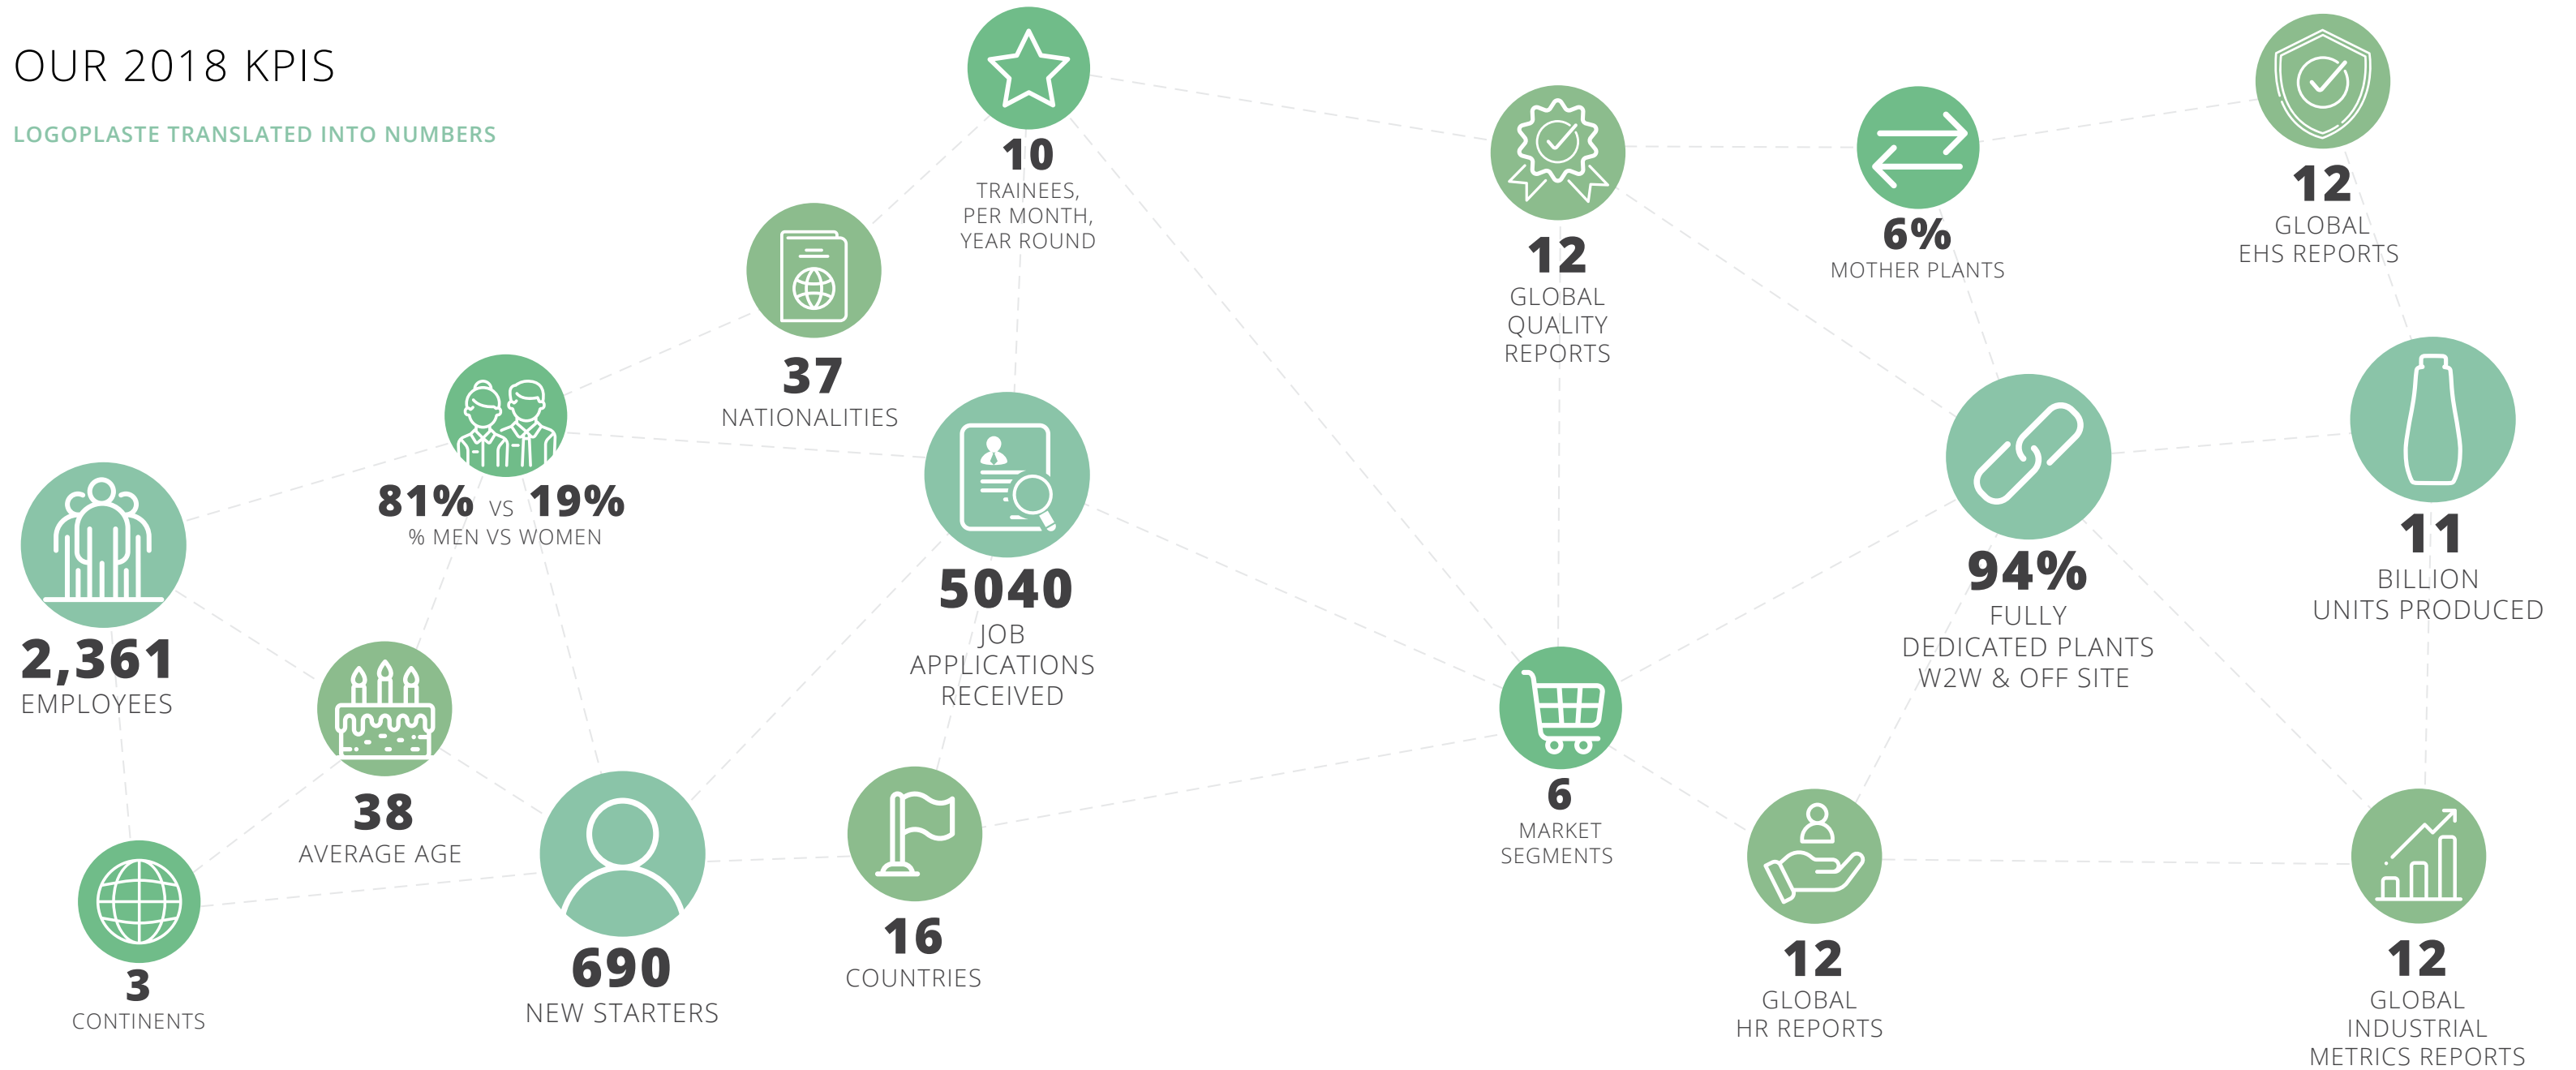 OUR 2018 KPIS
LOGOPLASTE TRANSLATED INTO NUMBERS
10
TRAINEES,
PER MONTH,
YEAR ROUND
12
GLOBAL
QUALITY
REPORTS
6%
MOTHER PLANTS
12
GLOBAL
EHS REPORTS
37
NATIONALITIES
81% VS 19%
% MEN VS WOMEN
2,361
EMPLOYEES
5040
JOB
APPLICATIONS
RECEIVED
94%
FULLY
DEDICATED PLANTS
W2W & OFF SITE
11
BILLION
UNITS PRODUCED
38
AVERAGE AGE
3
CONTINENTS
690
NEW STARTERS
16
COUNTRIES
6
MARKET
SEGMENTS
12
GLOBAL
HR REPORTS
12
GLOBAL
INDUSTRIAL
METRICS REPORTS